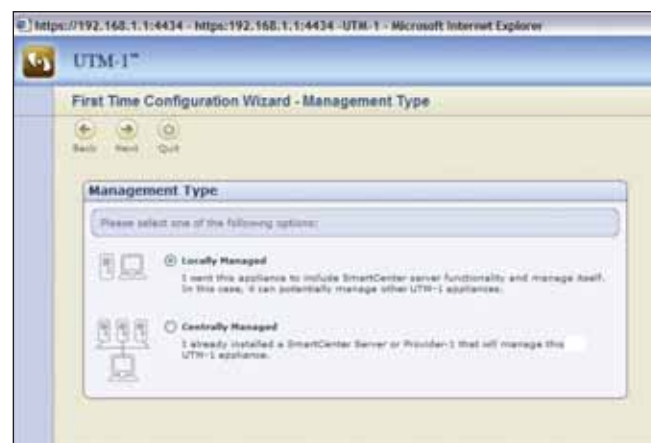 https://192.168.1.1:4434 - https:192.168.1.1:4434 -UTM-1 - Microsoft Internet Explorer
UTM-1™
First Time Configuration Wizard - Management Type
Back Next Quit
Management Type
Please select one of the following options:
Locally Managed
I want this appliance to include SmartCenter server functionality and manage itself.
In this case, it can potentially manage other UTM-1 appliances.
Centrally Managed
I already installed a SmartCenter Server or Provider-1 that will manage this
UTM-1 appliance.